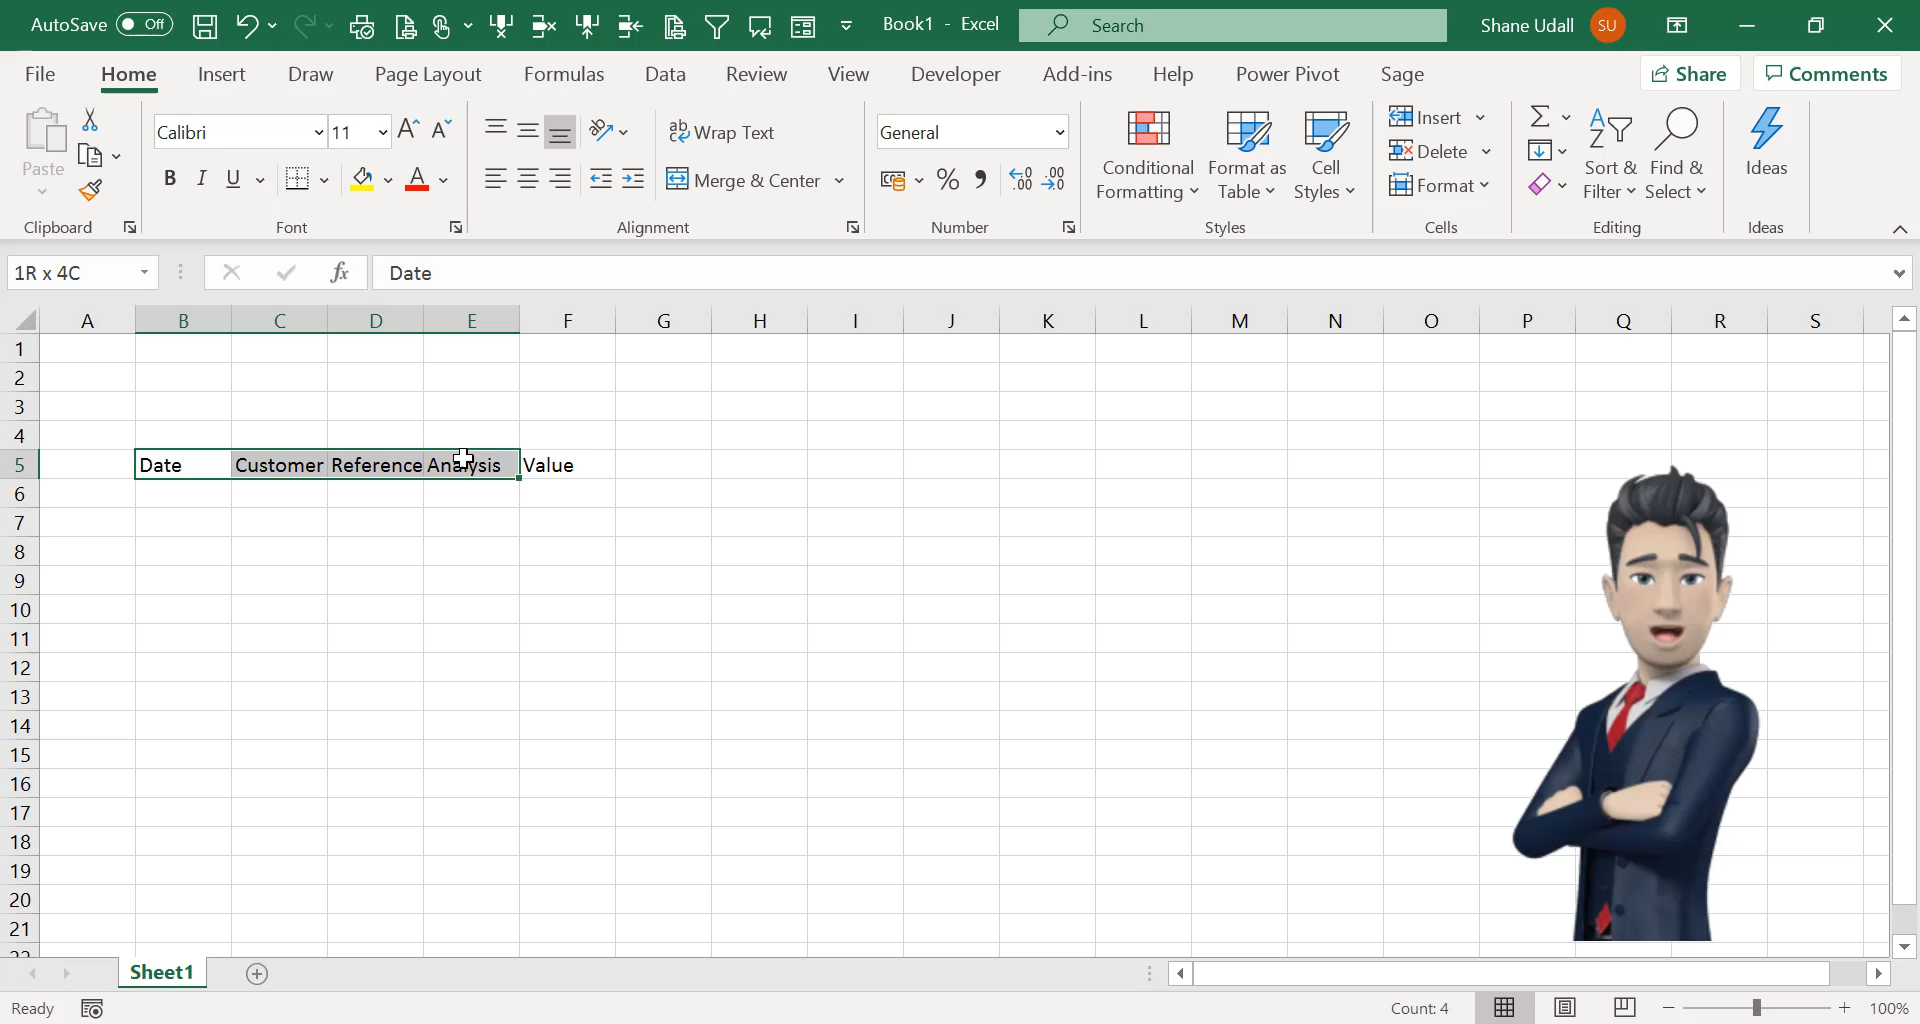 AutoSave Off Book1 - Excel Search Shane Udall SU
File Home Insert Draw Page Layout Formulas Data Review View Developer Add-ins Help Power Pivot Sage Share Comments
Paste
Clipboard
Calibri 11
B I U A
Font
ab Wrap Text
Merge & Center
Alignment
General
Number
Conditional Formatting
Format as Table
Cell Styles
Styles
Insert
Delete
Format
Cells
Sort & Filter
Find & Select
Editing
Ideas
Ideas
1R x 4C fx Date
A B C D E F G H I J K L M N O P Q R S
1
2
3
4
5 Date Customer Reference Analysis Value
6
7
8
9
10
11
12
13
14
15
16
17
18
19
20
21
Sheet1
Ready Count: 4 100%